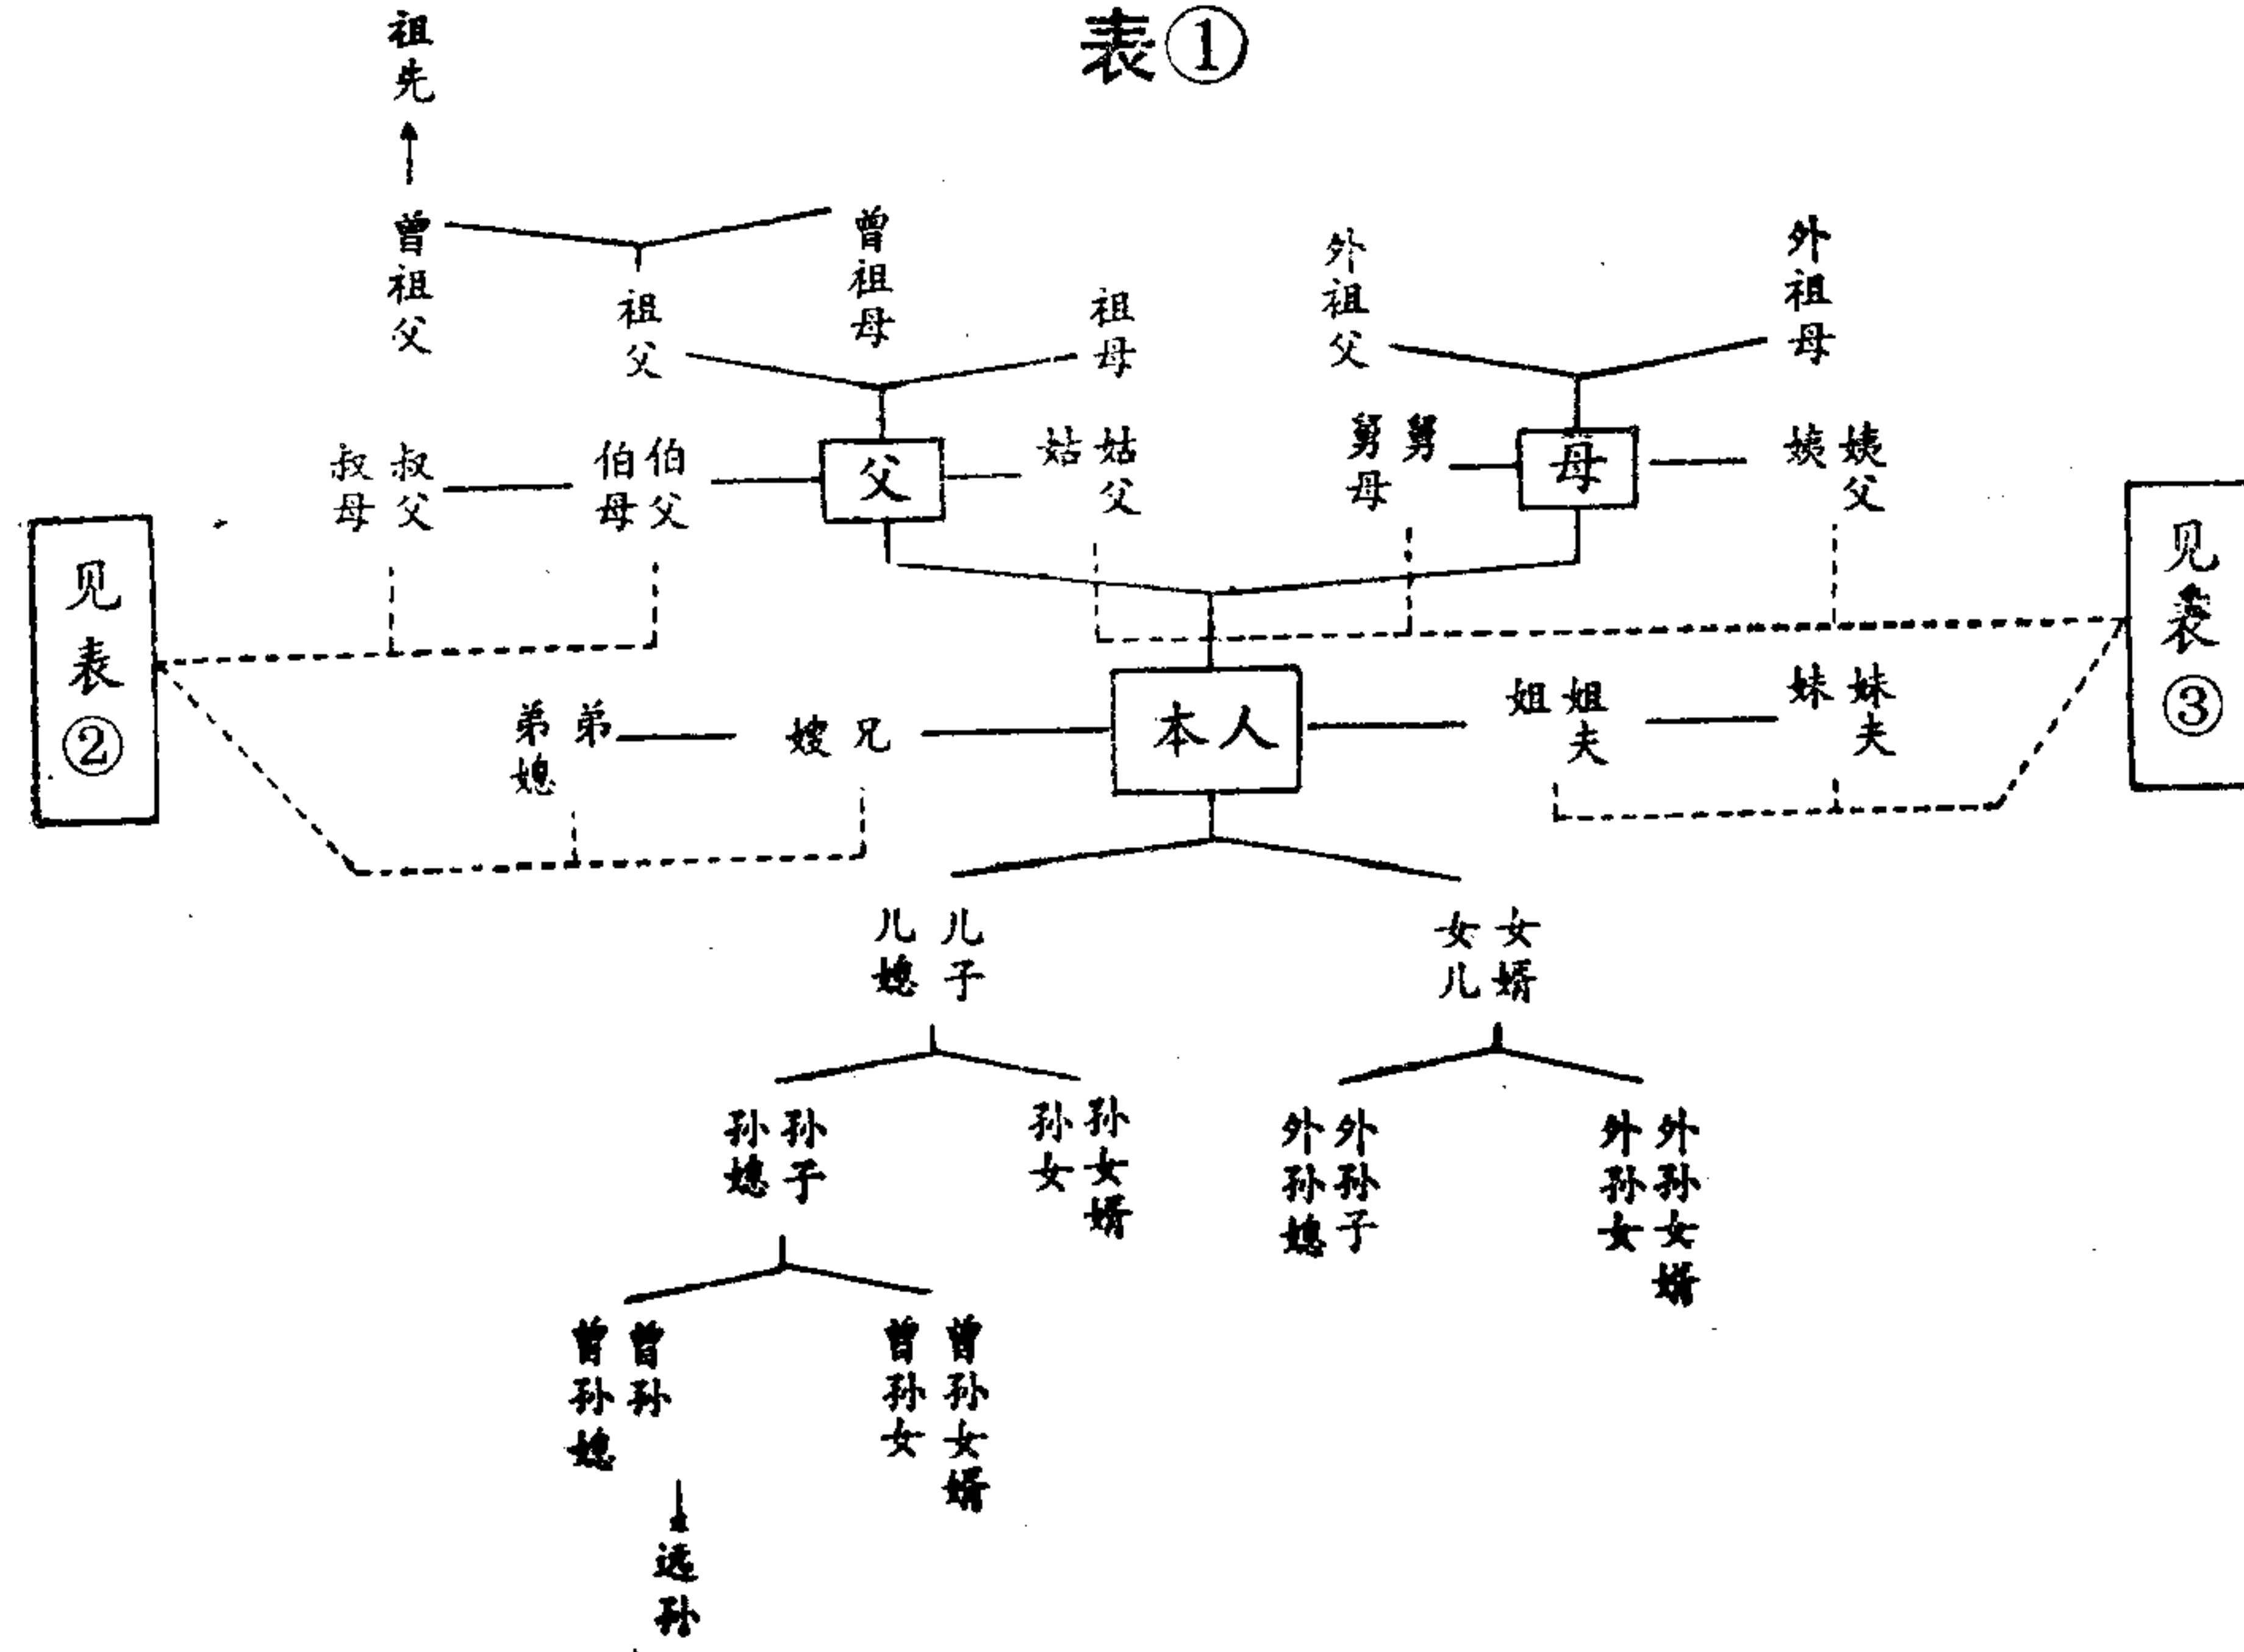 表①
祖先
曾祖父
曾祖母
祖父
祖母
外祖父
外祖母
叔母
叔父
伯母
伯父
父
姑
姑父
舅母
舅
母
姨
姨父
见表②
见表③
弟媳
弟
嫂
兄
本人
姐
姐夫
妹
妹夫
儿媳
儿子
女儿
女婿
孙媳
孙子
孙女
孙女婿
外孙媳
外孙子
外孙女
外孙女婿
曾孙媳
曾孙
曾孙女
曾孙女婿
远孙